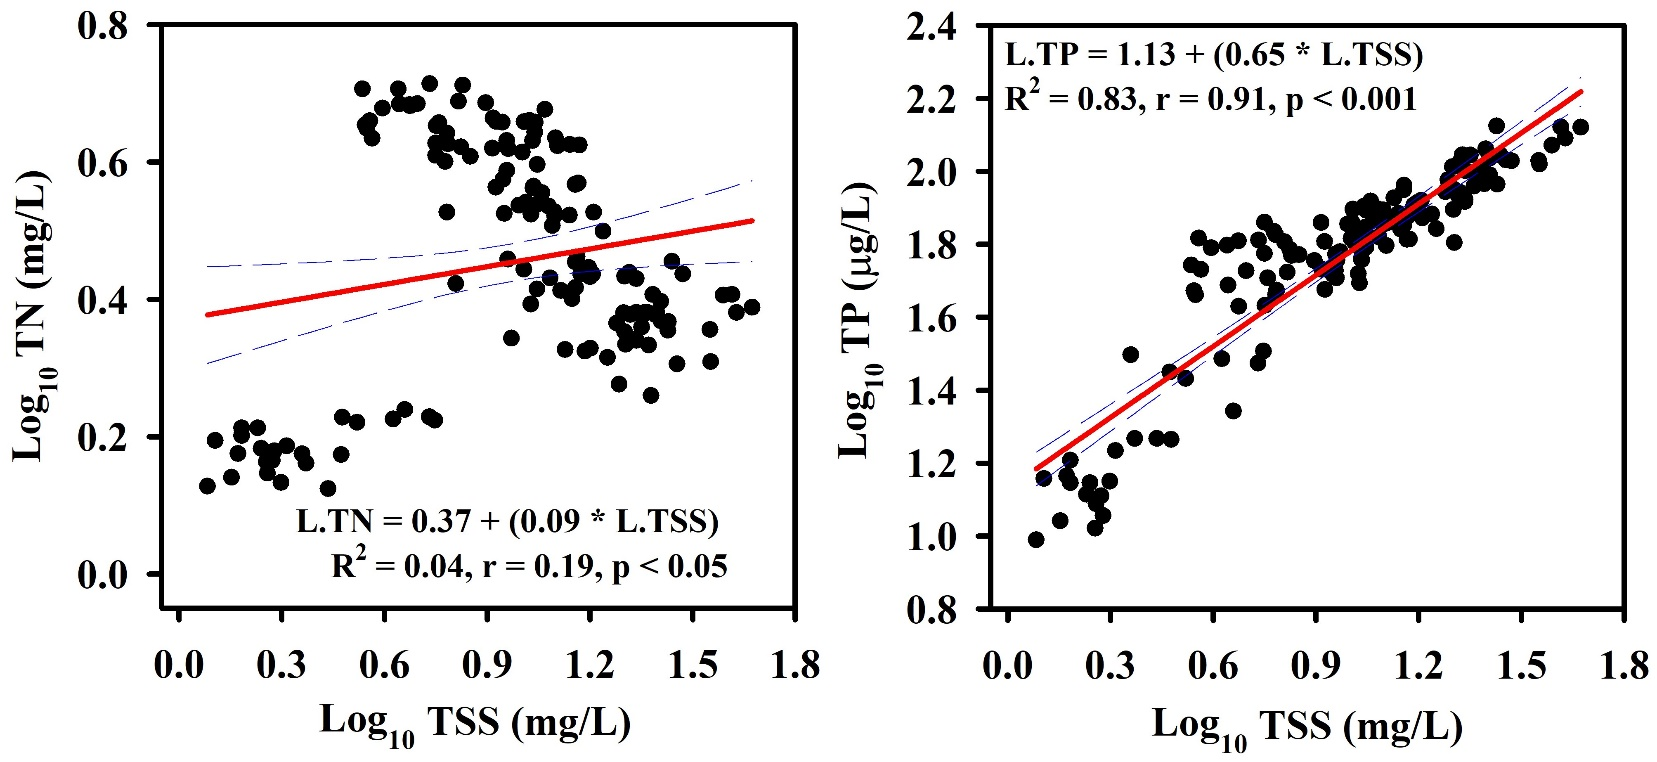 0.8
0.6
0.4
0.2
0.0
Log10 TN (mg/L)
L.TN = 0.37 + (0.09 * L.TSS)
R2 = 0.04, r = 0.19, p < 0.05
0.0 0.3 0.6 0.9 1.2 1.5 1.8
Log10 TSS (mg/L)
2.4
2.2
2.0
1.8
1.6
1.4
1.2
1.0
0.8
Log10 TP (µg/L)
L.TP = 1.13 + (0.65 * L.TSS)
R2 = 0.83, r = 0.91, p < 0.001
0.0 0.3 0.6 0.9 1.2 1.5 1.8
Log10 TSS (mg/L)